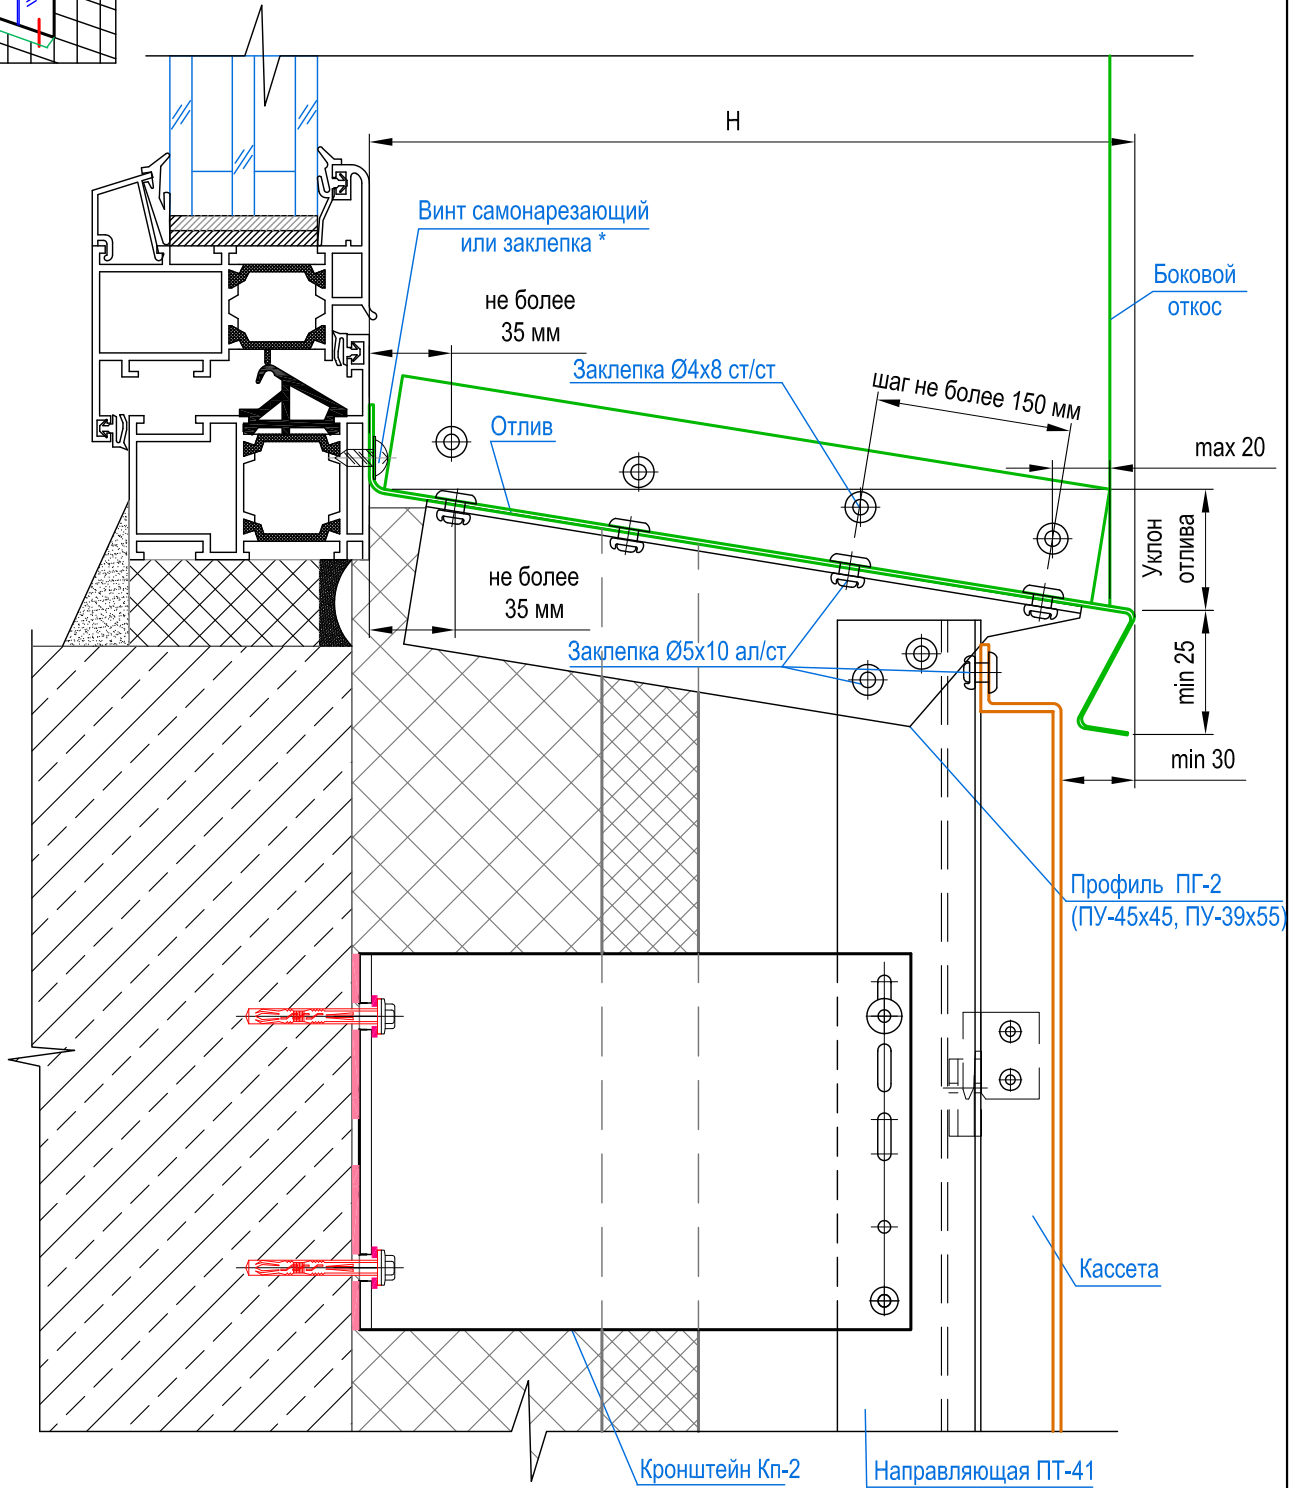 H
Винт самонарезающий
или заклепка *
Боковой
откос
не более
35 мм
Заклепка Ø4х8 ст/ст
шаг не более 150 мм
Отлив
max 20
Уклон
отлива
не более
35 мм
Заклепка Ø5х10 ал/ст
min 25
min 30
Профиль ПГ-2
(ПУ-45х45, ПУ-39х55)
Кассета
Кронштейн Кп-2
Направляющая ПТ-41